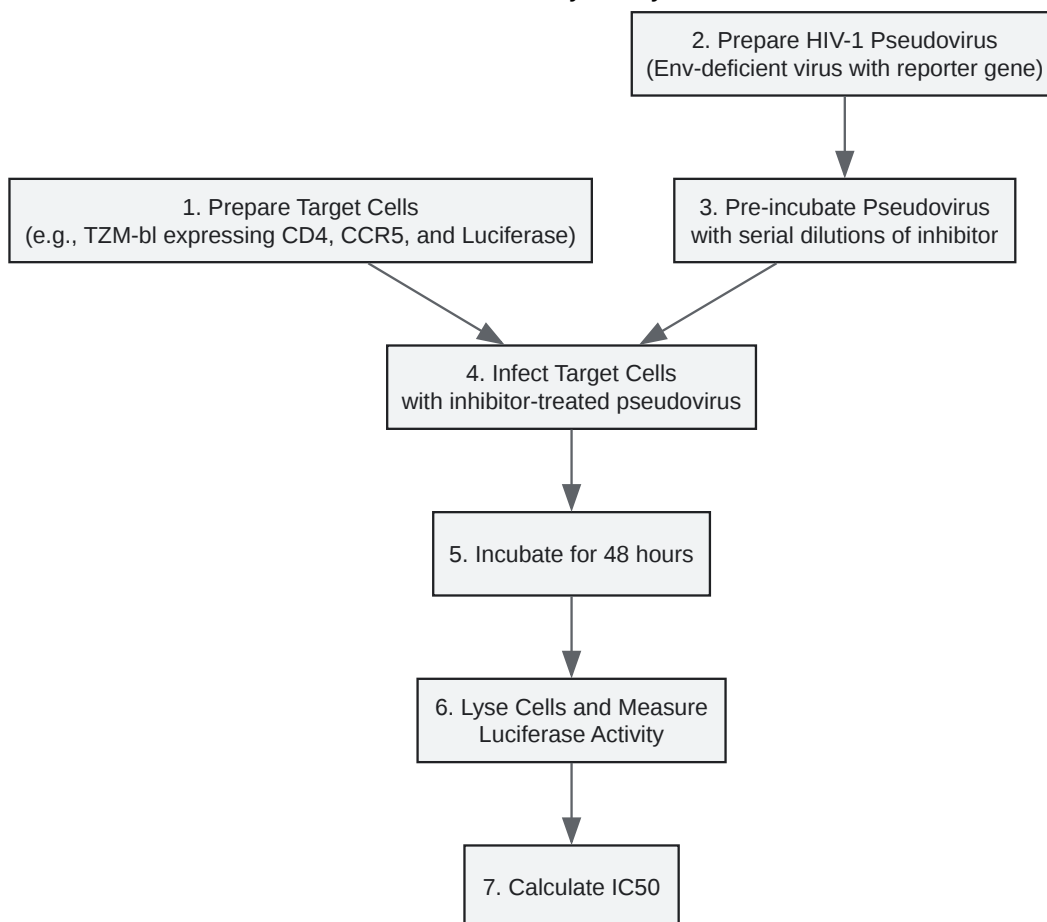 2. Prepare HIV-1 Pseudovirus
(Env-deficient virus with reporter gene)
1. Prepare Target Cells
(e.g., TZM-bl expressing CD4, CCR5, and Luciferase)
3. Pre-incubate Pseudovirus
with serial dilutions of inhibitor
4. Infect Target Cells
with inhibitor-treated pseudovirus
5. Incubate for 48 hours
6. Lyse Cells and Measure
Luciferase Activity
7. Calculate IC50